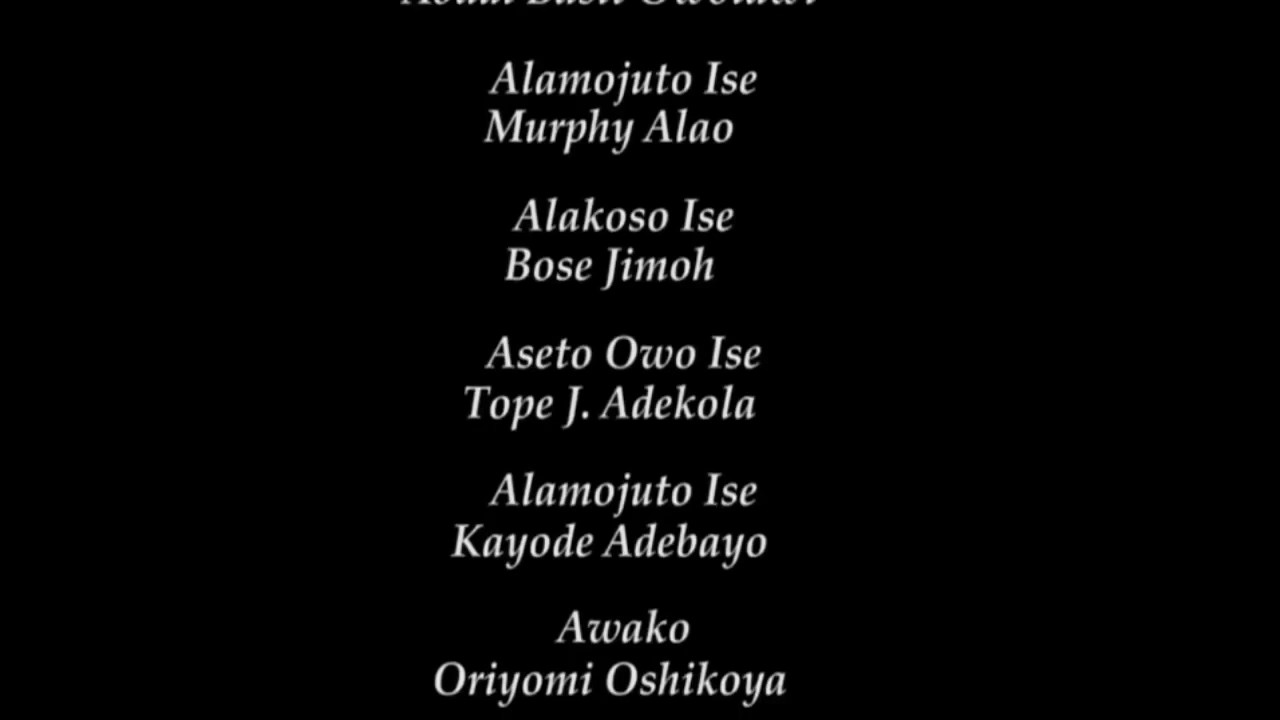 Alamojuto Ise
Murphy Alao
Alakoso Ise
Bose Jimoh
Aseto Owo Ise
Tope J. Adekola
Alamojuto Ise
Kayode Adebayo
Awako
Oriyomi Oshikoya